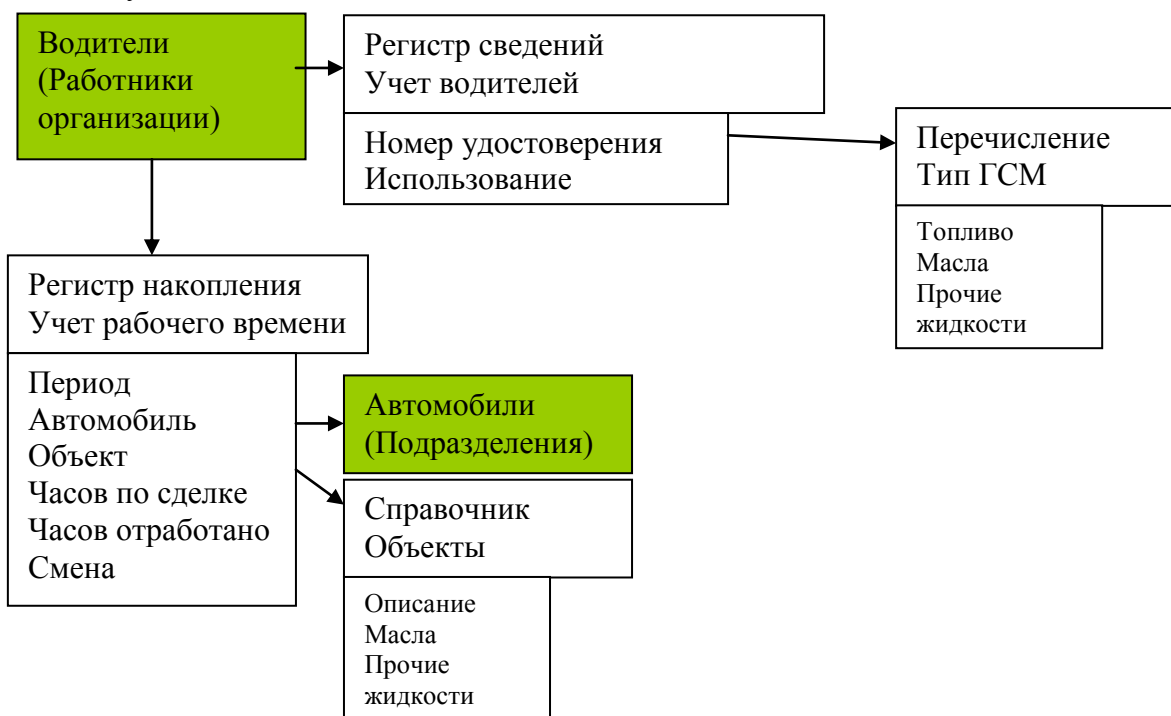 Водители
(Работники
организации)
Регистр сведений
Учет водителей
Номер удостоверения
Использование
Перечисление
Тип ГСМ
Топливо
Масла
Прочие
жидкости
Регистр накопления
Учет рабочего времени
Период
Автомобиль
Объект
Часов по сделке
Часов отработано
Смена
Автомобили
(Подразделения)
Справочник
Объекты
Описание
Масла
Прочие
жидкости